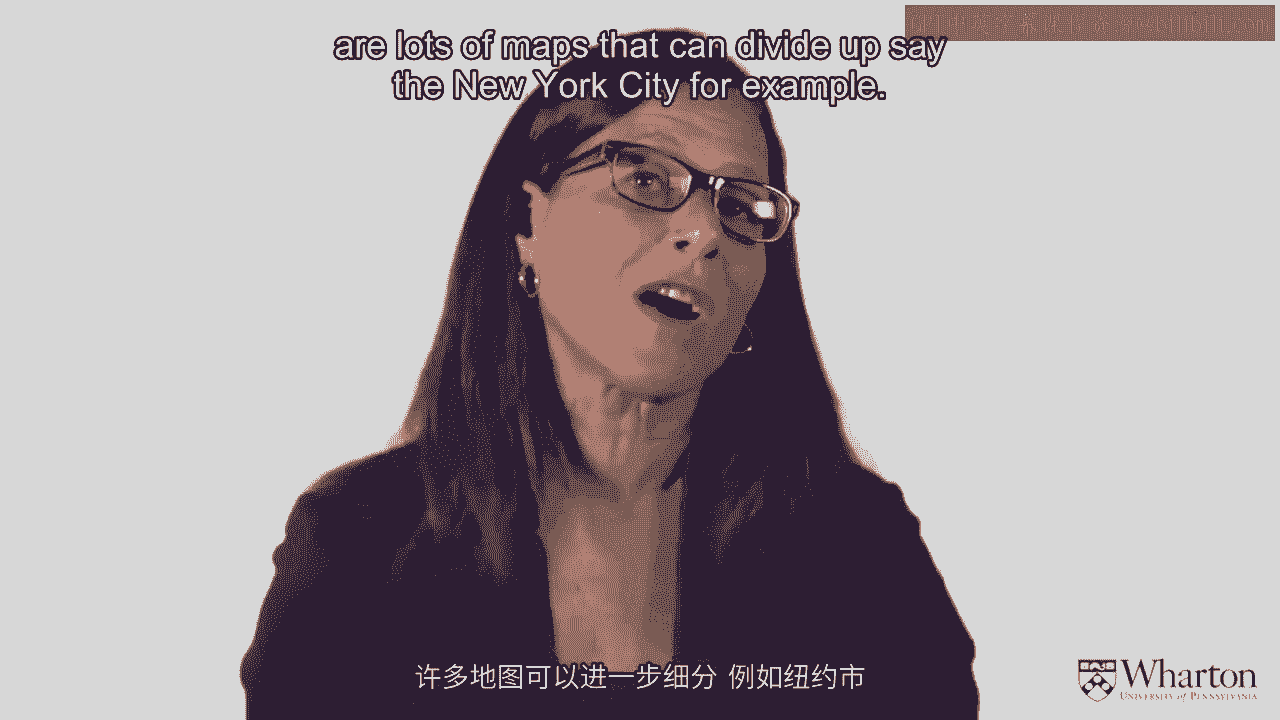 are lots of maps that can divide up say
the New York City for example.
许多地图可以进一步细分 例如纽约市
Wharton
UNIVERSITY of PENNSYLVANIA